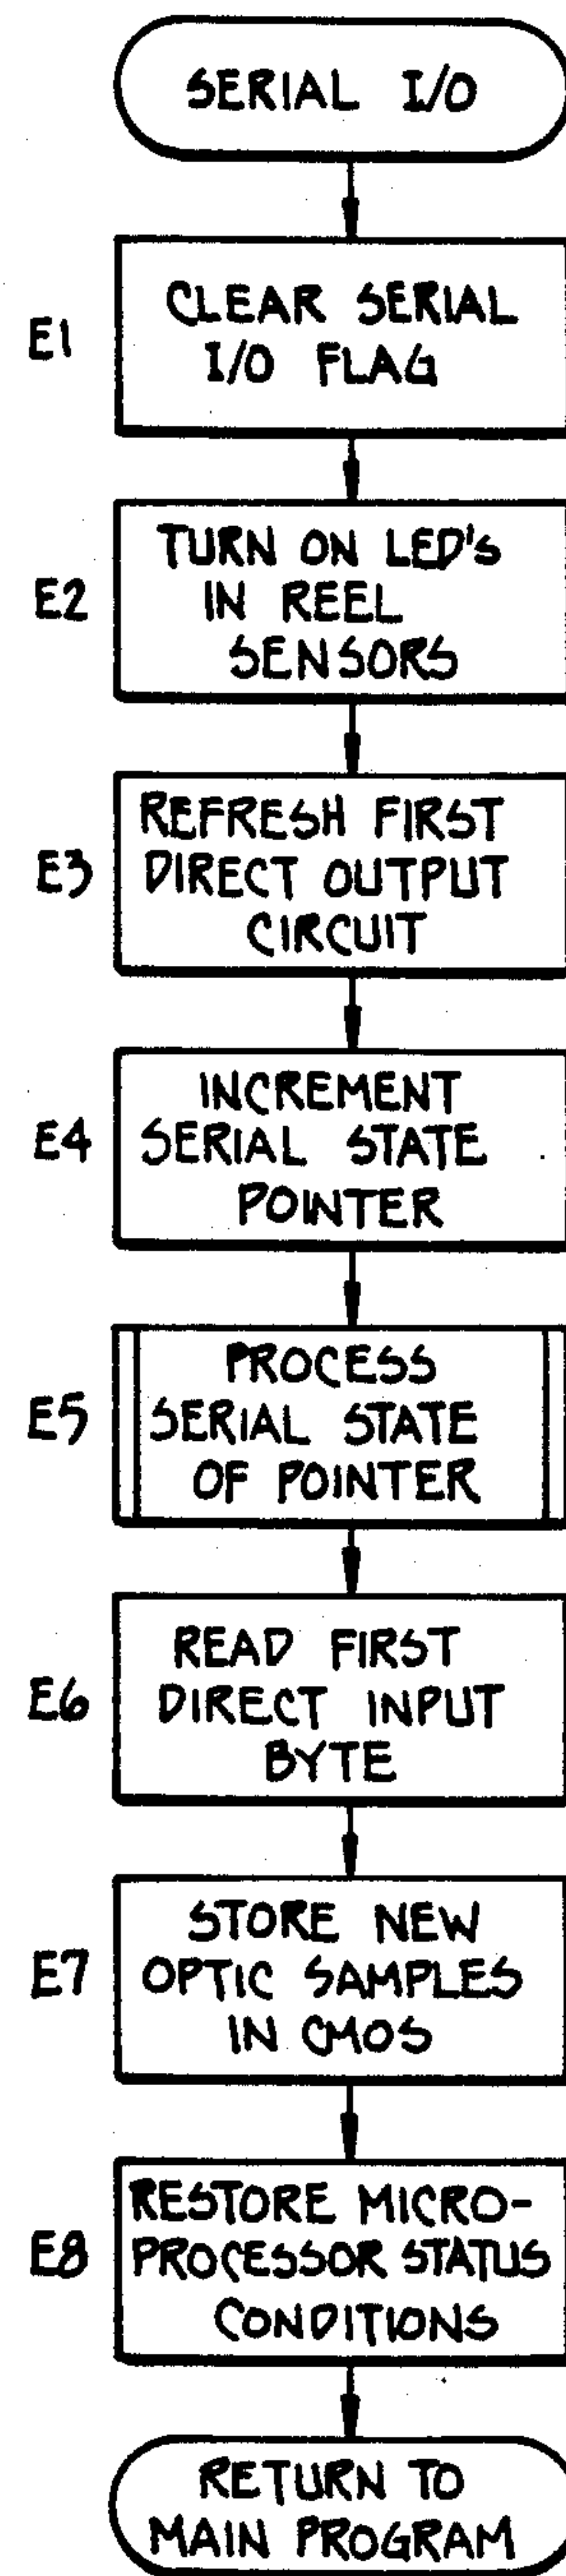 SERIAL I/O
E1
CLEAR SERIAL
I/O FLAG
E2
TURN ON LED's
IN REEL
SENSORS
E3
REFRESH FIRST
DIRECT OUTPUT
CIRCUIT
E4
INCREMENT
SERIAL STATE
POINTER
E5
PROCESS
SERIAL STATE
OF POINTER
E6
READ FIRST
DIRECT INPUT
BYTE
E7
STORE NEW
OPTIC SAMPLES
IN CMOS
E8
RESTORE MICRO-
PROCESSOR STATUS
CONDITIONS
RETURN TO
MAIN PROGRAM